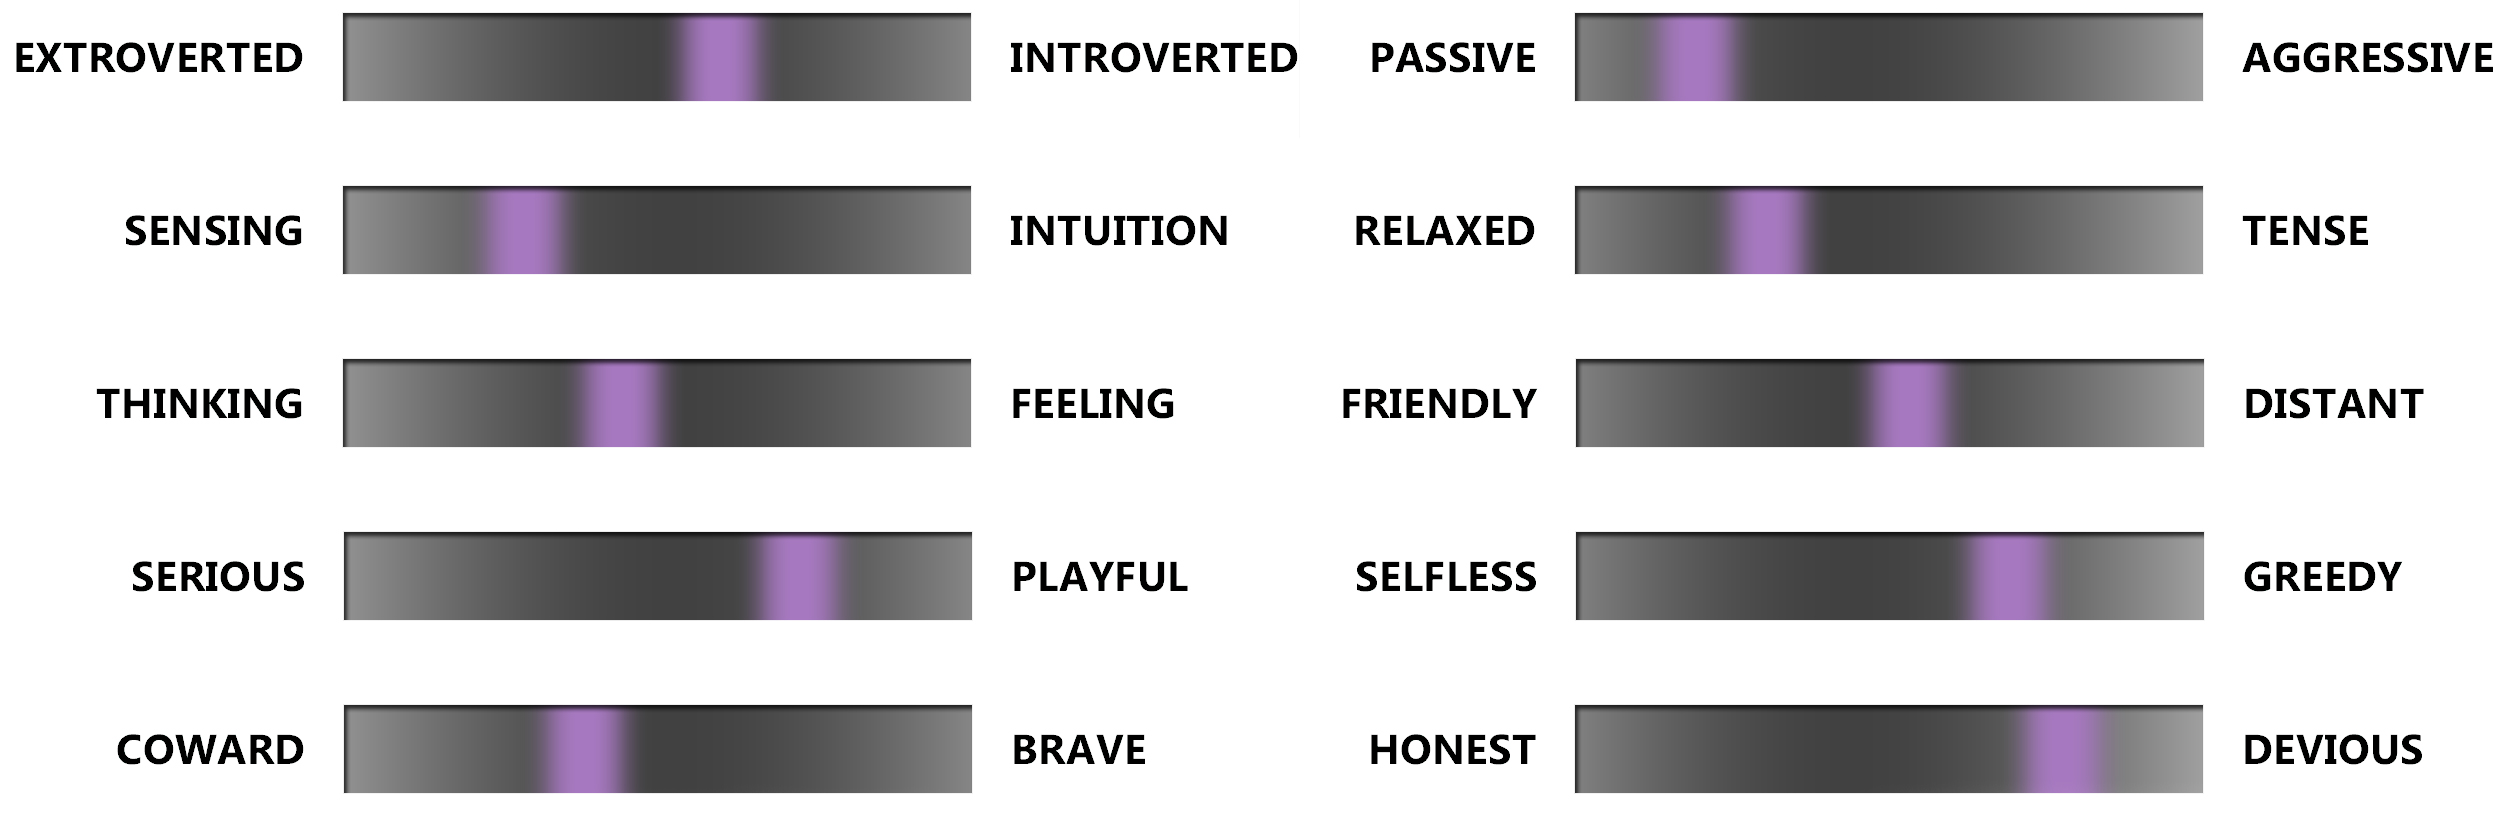 EXTROVERTED INTROVERTED PASSIVE AGGRESSIVE
SENSING INTUITION RELAXED TENSE
THINKING FEELING FRIENDLY DISTANT
SERIOUS PLAYFUL SELFLESS GREEDY
COWARD BRAVE HONEST DEVIOUS